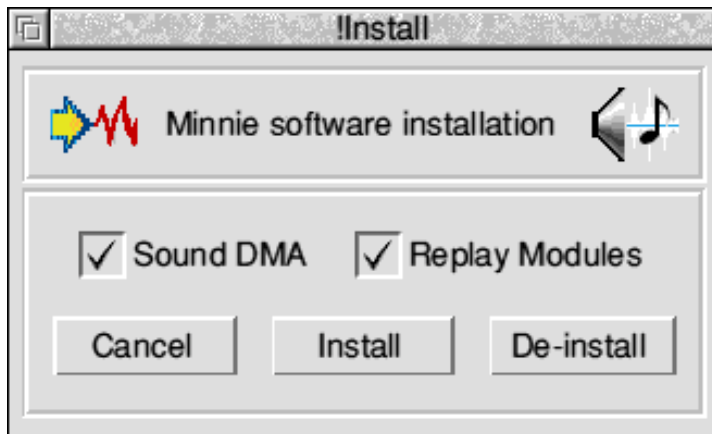 !Install
Minnie software installation
Sound DMA Replay Modules
Cancel Install De-install